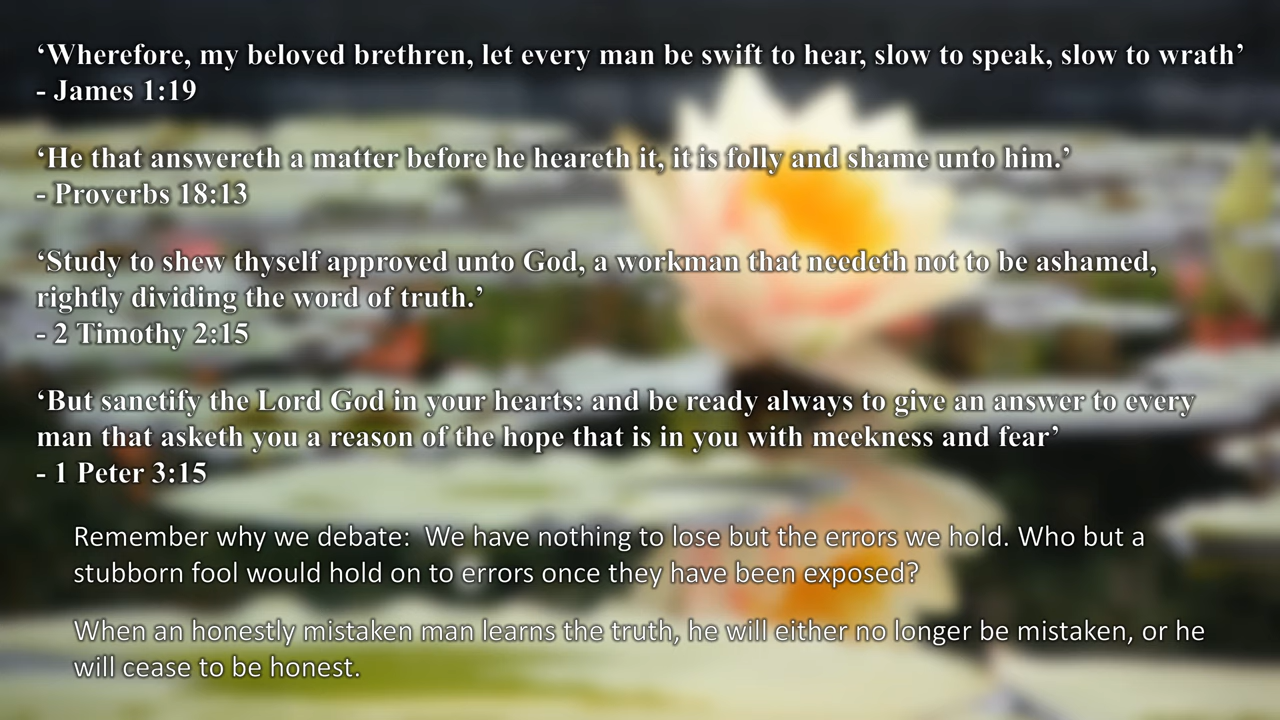 ‘Wherefore, my beloved brethren, let every man be swift to hear, slow to speak, slow to wrath’
- James 1:19
‘He that answereth a matter before he heareth it, it is folly and shame unto him.’
- Proverbs 18:13
‘Study to shew thyself approved unto God, a workman that needeth not to be ashamed,
rightly dividing the word of truth.’
- 2 Timothy 2:15
‘But sanctify the Lord God in your hearts: and be ready always to give an answer to every
man that asketh you a reason of the hope that is in you with meekness and fear’
- 1 Peter 3:15
Remember why we debate:  We have nothing to lose but the errors we hold. Who but a
stubborn fool would hold on to errors once they have been exposed?
When an honestly mistaken man learns the truth, he will either no longer be mistaken, or he
will cease to be honest.